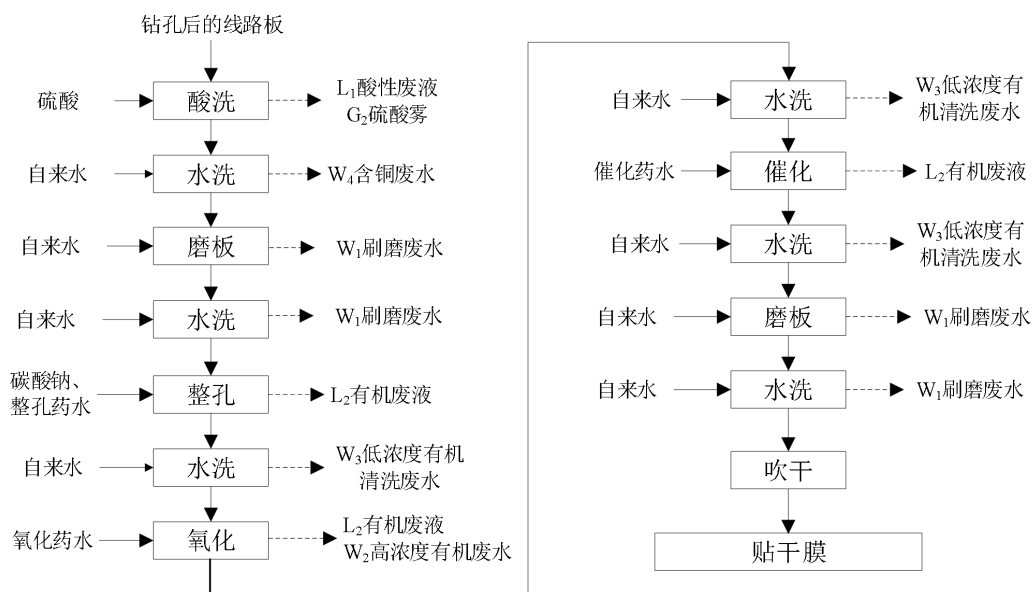 钻孔后的线路板
硫酸
酸洗
L₁酸性废液
G₂硫酸雾
自来水
水洗
W₄含铜废水
自来水
磨板
W₁刷磨废水
自来水
水洗
W₁刷磨废水
碳酸钠、
整孔药水
整孔
L₂有机废液
自来水
水洗
W₃低浓度有机
清洗废水
氧化药水
氧化
L₂有机废液
W₂高浓度有机废水
自来水
水洗
W₃低浓度有
机清洗废水
催化药水
催化
L₂有机废液
自来水
水洗
W₃低浓度有
机清洗废水
自来水
磨板
W₁刷磨废水
自来水
水洗
W₁刷磨废水
吹干
贴干膜